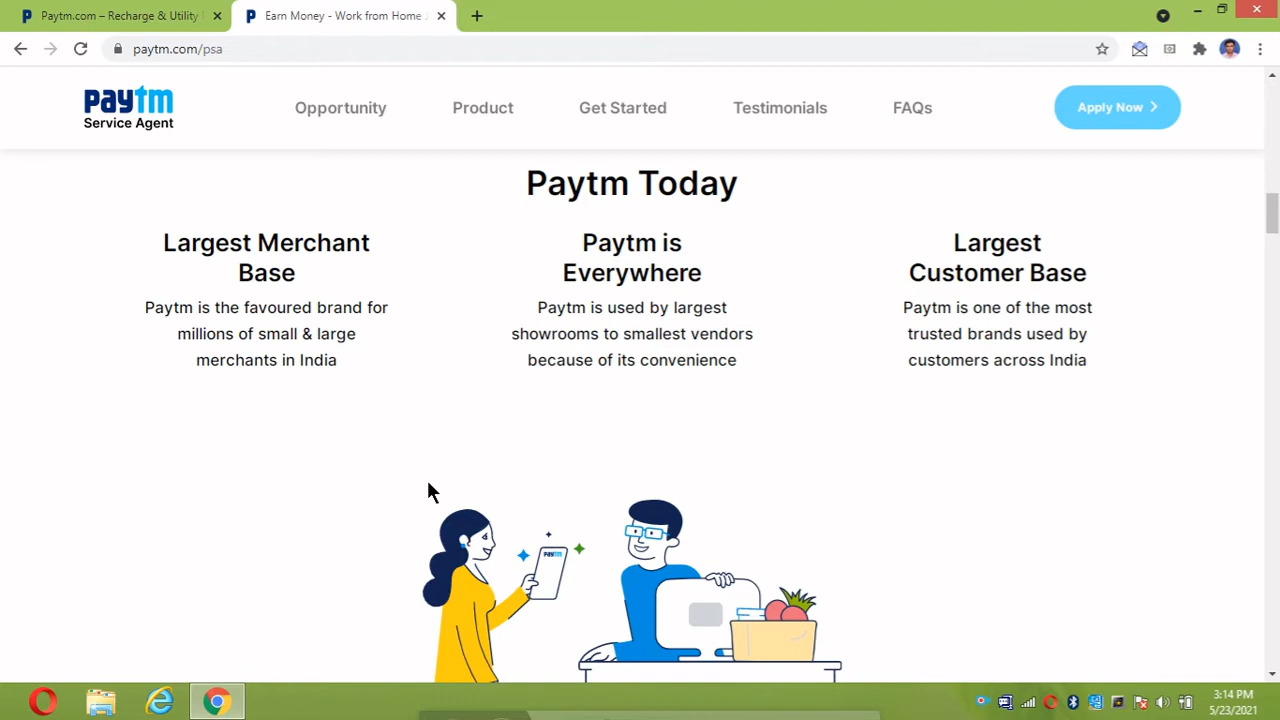 Paytm.com – Recharge & Utility
Earn Money - Work from Home
paytm.com/psa
paytm
Service Agent
Opportunity
Product
Get Started
Testimonials
FAQs
Apply Now
Paytm Today
Largest Merchant
Base
Paytm is the favoured brand for
millions of small & large
merchants in India
Paytm is
Everywhere
Paytm is used by largest
showrooms to smallest vendors
because of its convenience
Largest
Customer Base
Paytm is one of the most
trusted brands used by
customers across India
paytm
3:14 PM
5/23/2021